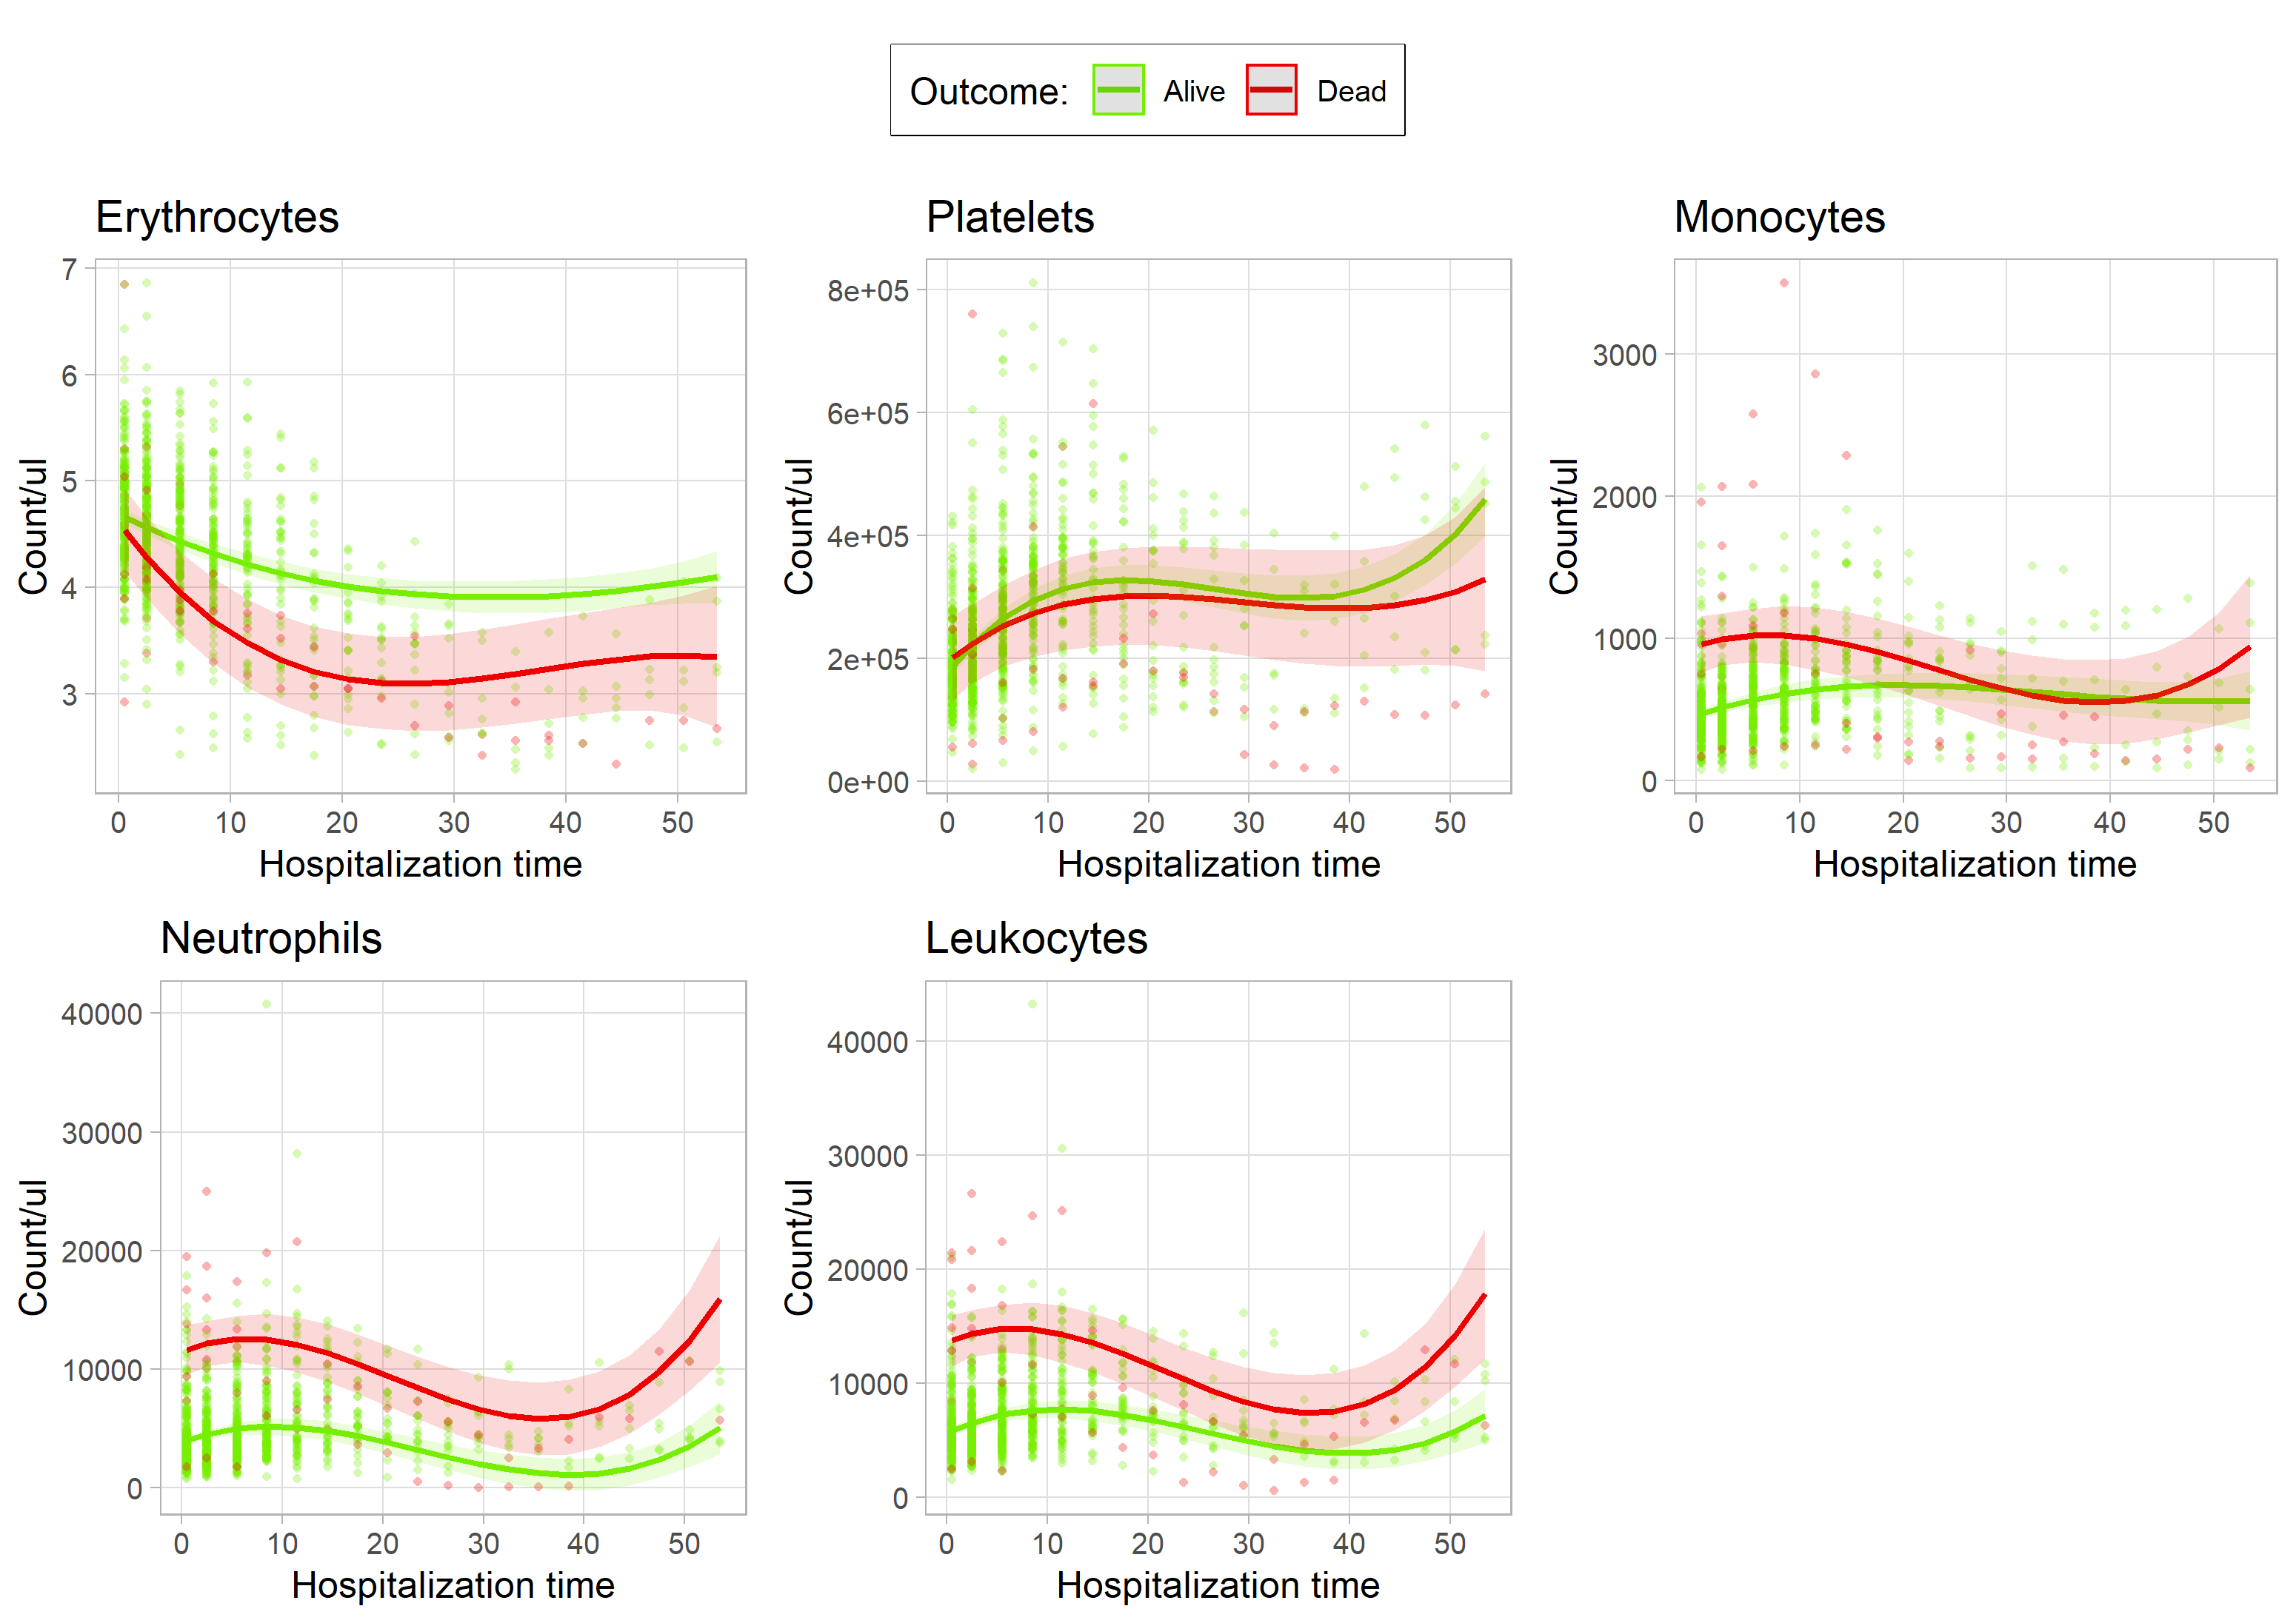 Outcome: Alive Dead
Erythrocytes Platelets Monocytes
7
6
5
4
3
Count/ul
0 10 20 30 40 50
Hospitalization time
8e+05
6e+05
4e+05
2e+05
0e+00
Count/ul
0 10 20 30 40 50
Hospitalization time
3000
2000
1000
0
Count/ul
0 10 20 30 40 50
Hospitalization time
Neutrophils Leukocytes
40000
30000
20000
10000
0
Count/ul
0 10 20 30 40 50
Hospitalization time
40000
30000
20000
10000
0
Count/ul
0 10 20 30 40 50
Hospitalization time